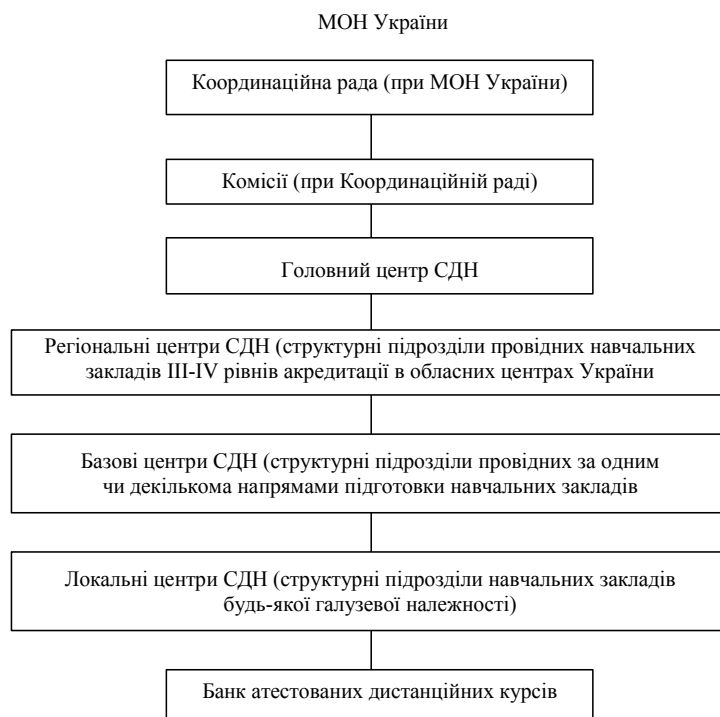 МОН України
Координаційна рада (при МОН України)
Комісії (при Координаційній раді)
Головний центр СДН
Регіональні центри СДН (структурні підрозділи провідних навчальних
закладів III-IV рівнів акредитації в обласних центрах України
Базові центри СДН (структурні підрозділи провідних за одним
чи декількома напрямами підготовки навчальних закладів
Локальні центри СДН (структурні підрозділи навчальних закладів
будь-якої галузевої належності)
Банк атестованих дистанційних курсів